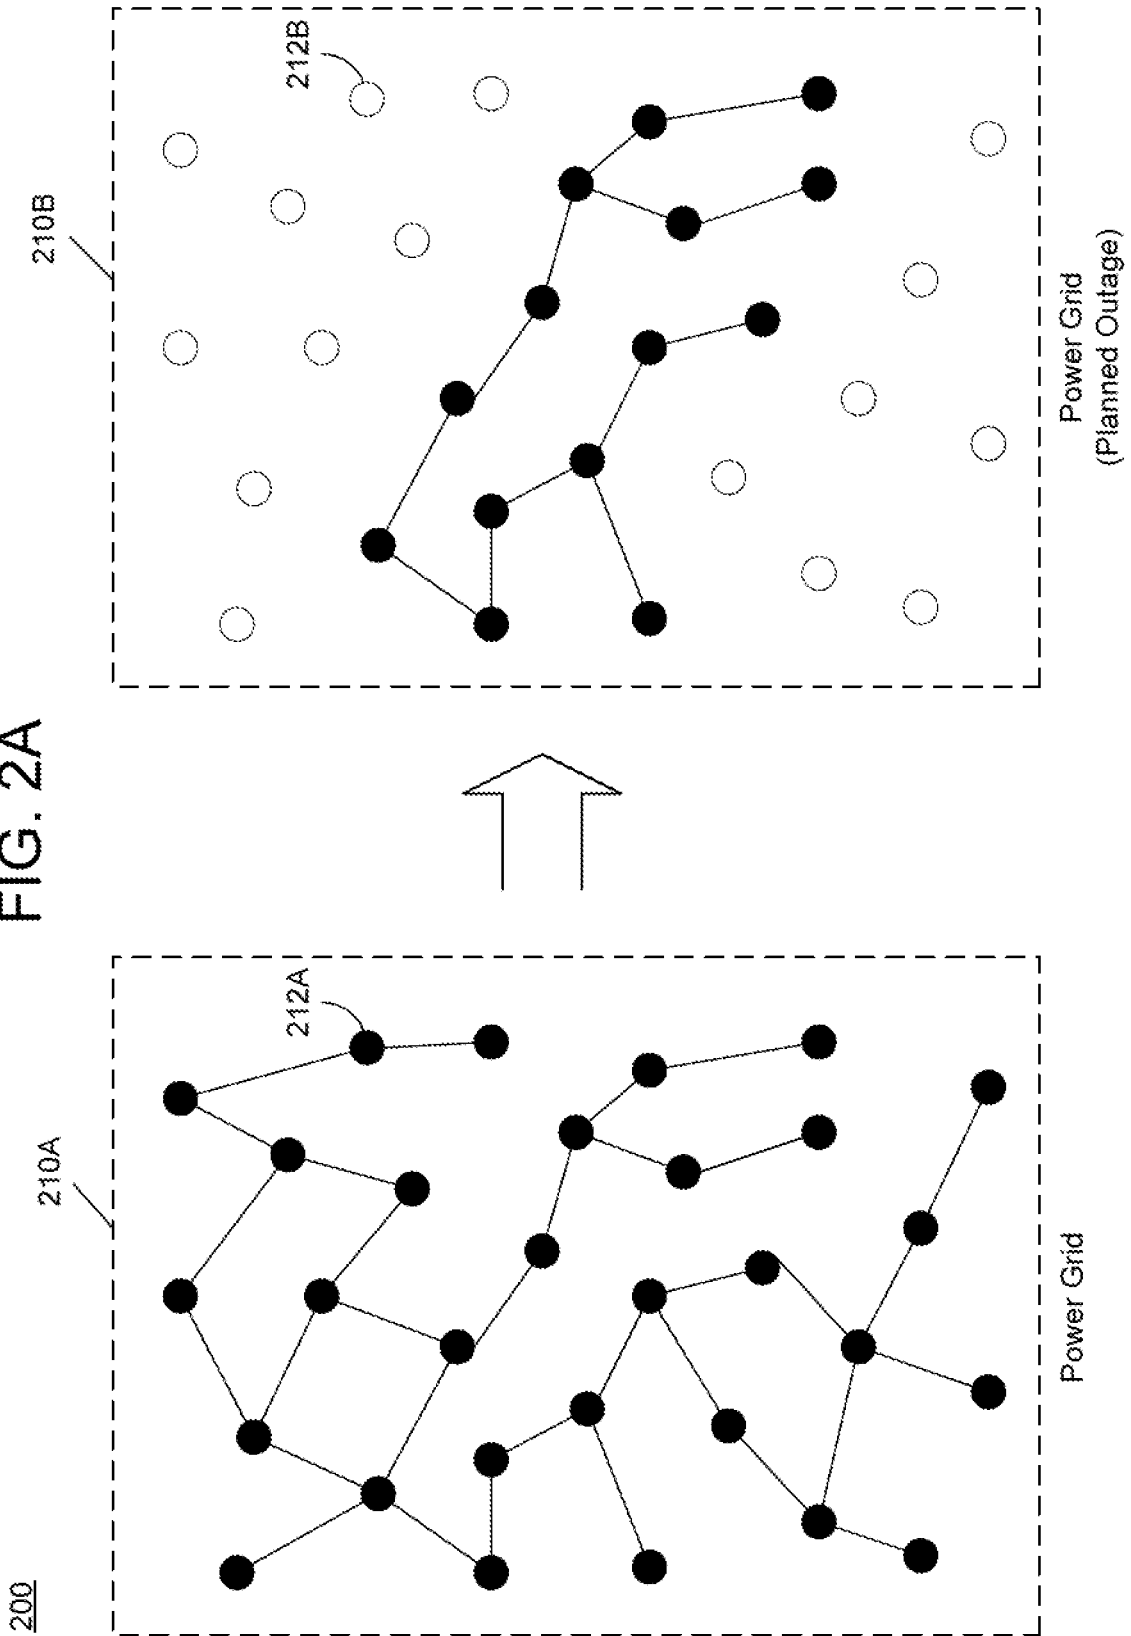 200
FIG. 2A
210A
212A
Power Grid
210B
212B
Power Grid
(Planned Outage)